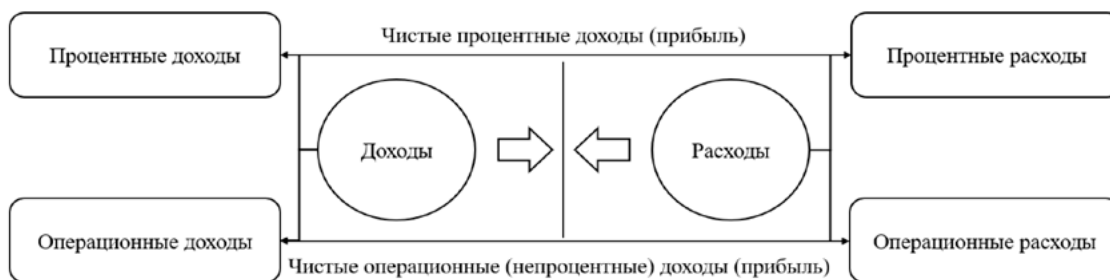 Чистые процентные доходы (прибыль)
Процентные доходы
Процентные расходы
Доходы
Расходы
Операционные доходы
Операционные расходы
Чистые операционные (непроцентные) доходы (прибыль)